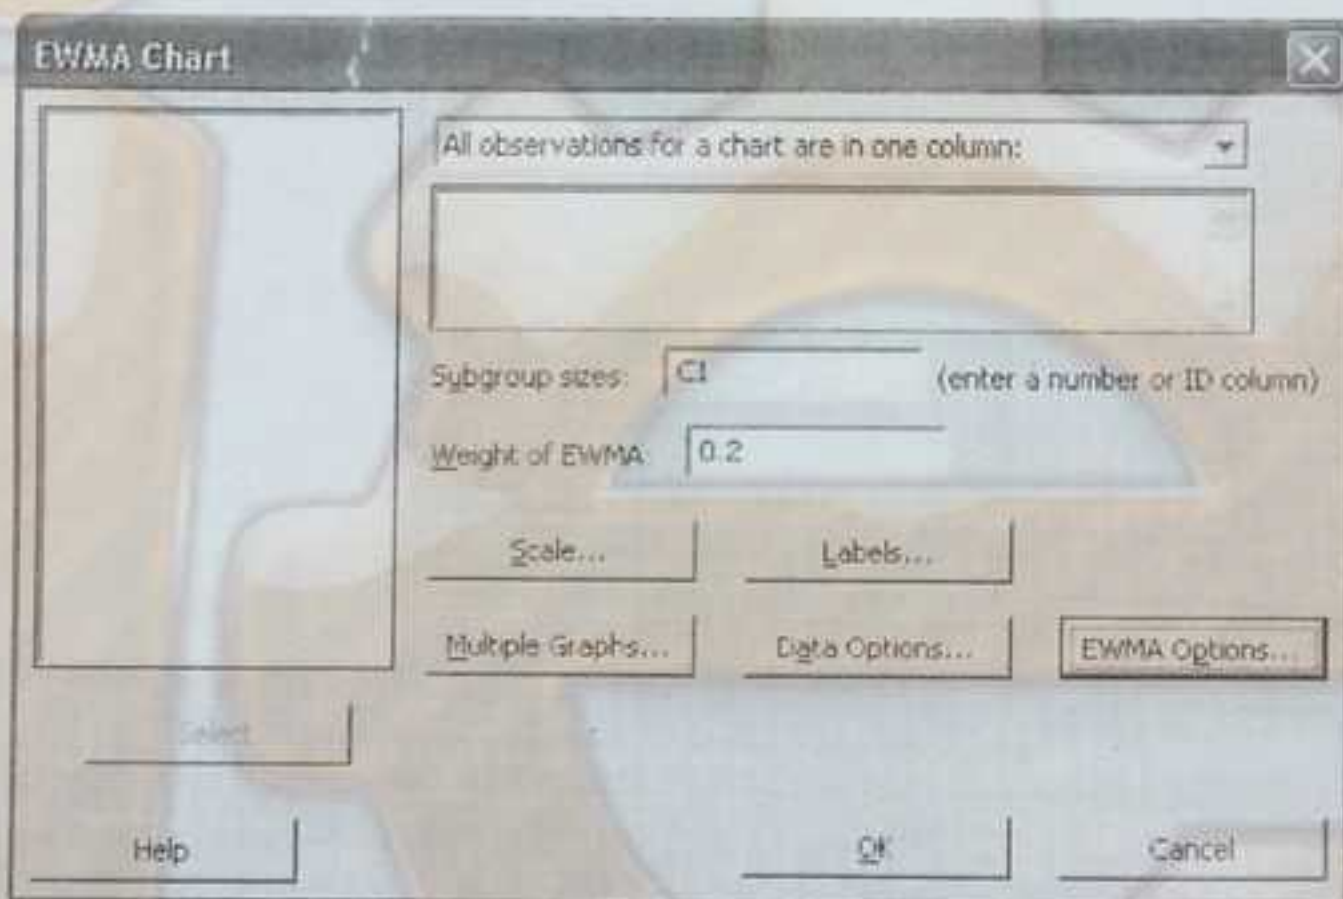 EWMA Chart
All observations for a chart are in one column:
Subgroup sizes: C1 (enter a number or ID column)
Weight of EWMA: 0.2
Scale... Labels...
Multiple Graphs... Data Options... EWMA Options...
Select
Help OK Cancel